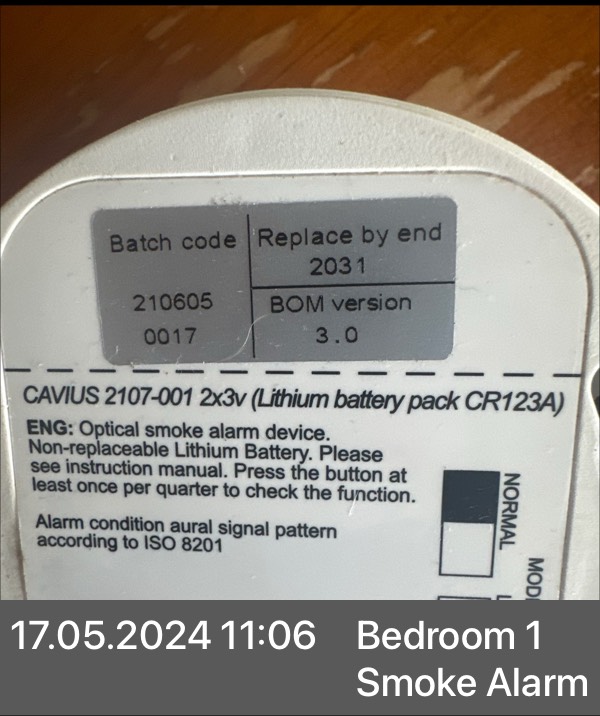 Batch code
210605
0017
Replace by end
2031
BOM version
3.0
CAVIUS 2107-001 2x3v (Lithium battery pack CR123A)
ENG: Optical smoke alarm device.
Non-replaceable Lithium Battery. Please
see instruction manual. Press the button at
least once per quarter to check the function.
Alarm condition aural signal pattern
according to ISO 8201
NORMAL
17.05.2024 11:06
Bedroom 1
Smoke Alarm